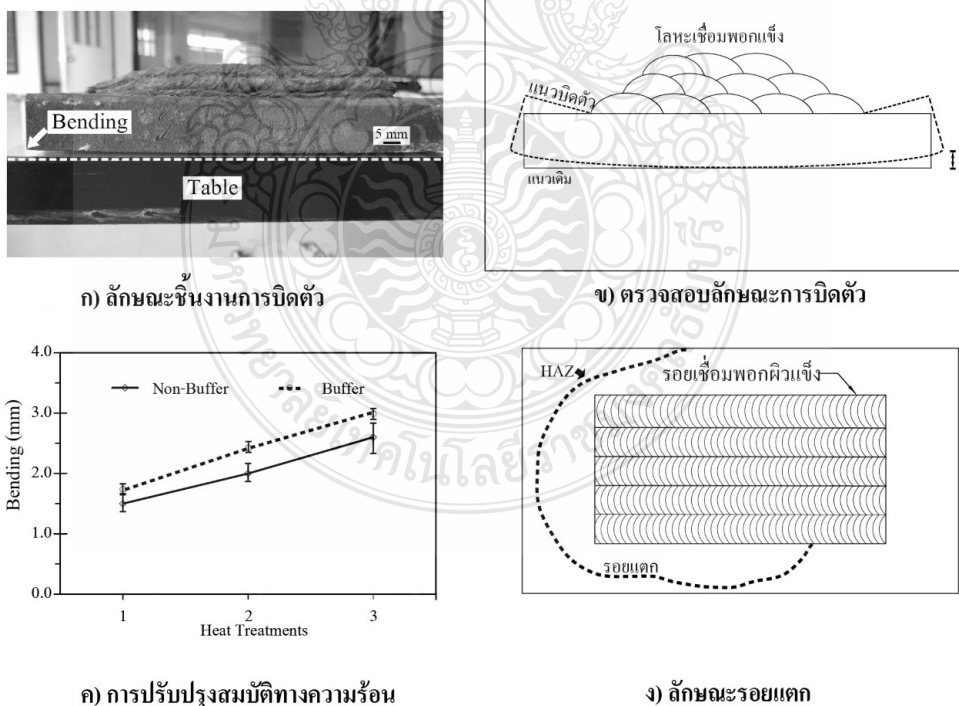 Bending
5 mm
Table
ก) ลักษณะชิ้นงานการบิดตัว
โลหะเชื่อมพอกแข็ง
แนวบิดตัว
แนวเดิม
ข) ตรวจสอบลักษณะการบิดตัว
4.0
3.0
2.0
1.0
0.0
Bending (mm)
Non-Buffer
Buffer
1
2
3
Heat Treatments
ค) การปรับปรุงสมบัติทางความร้อน
HAZ
รอยเชื่อมพอกผิวแข็ง
รอยแตก
ง) ลักษณะรอยแตก